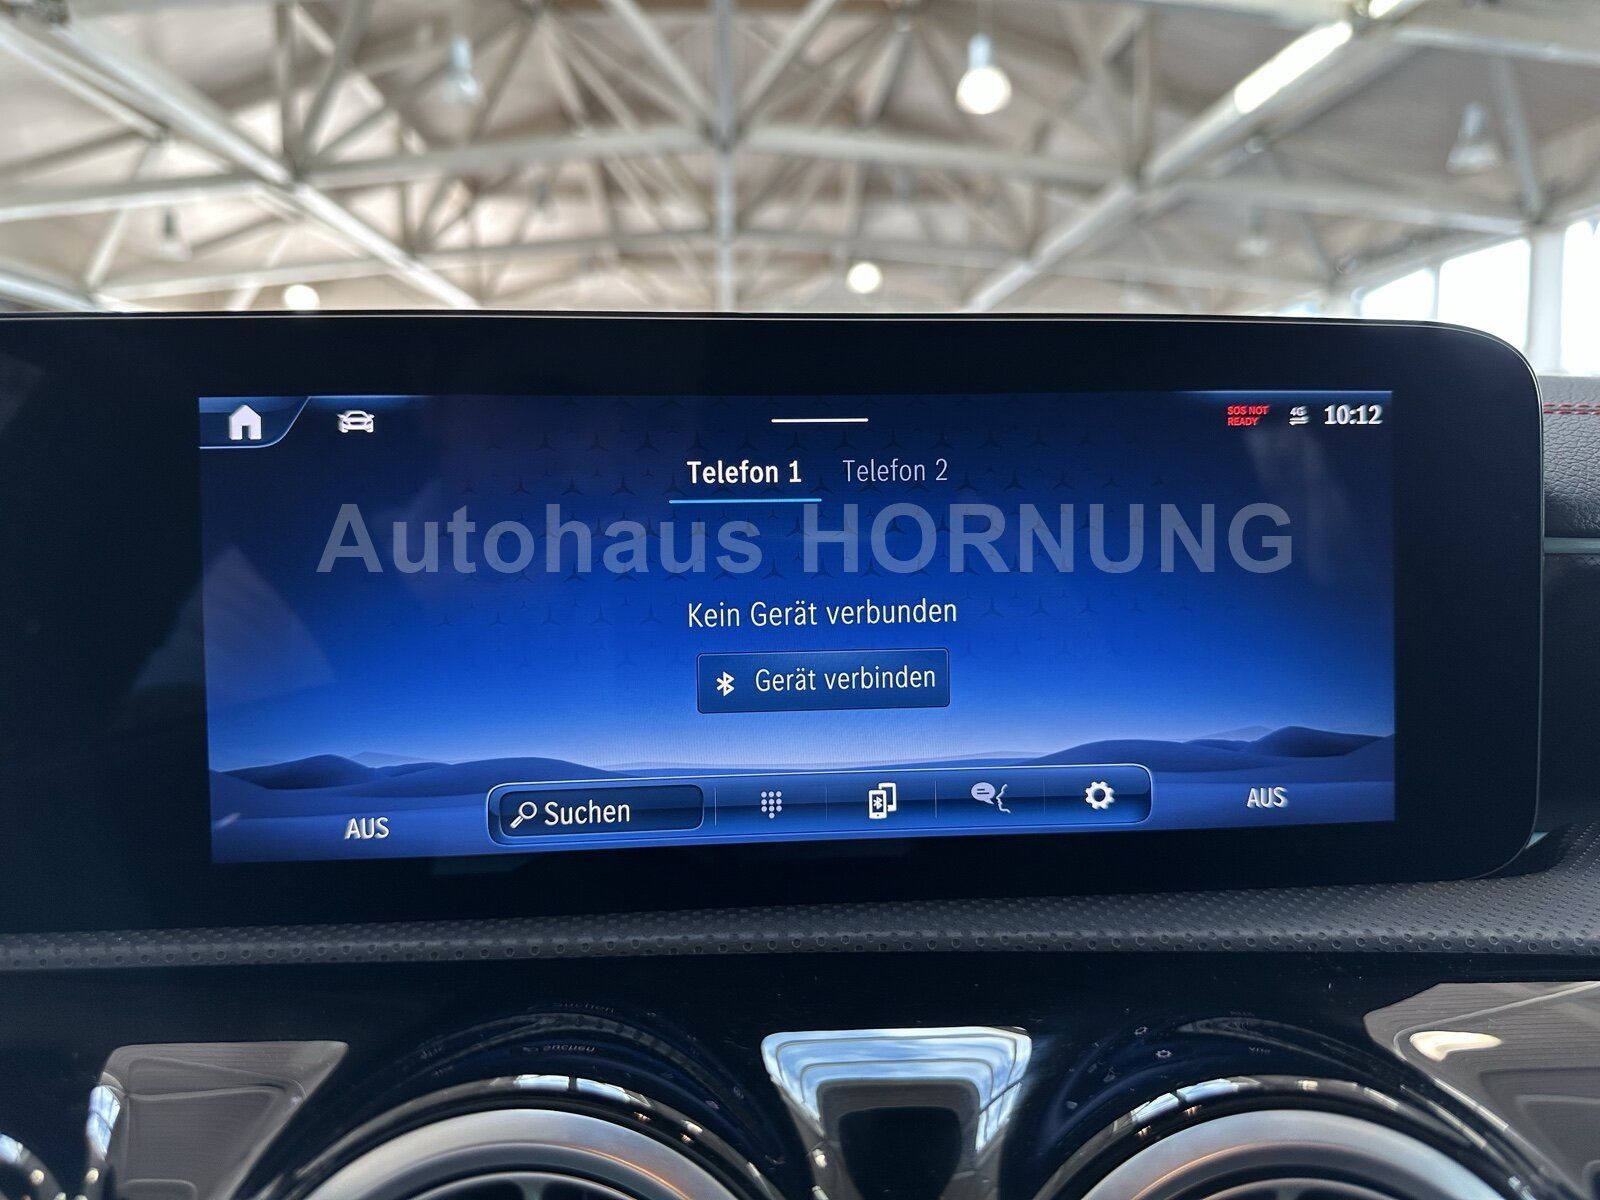 SOS NOT
READY
4G
10:12
Telefon 1
Telefon 2
Autohaus HORNUNG
Kein Gerät verbunden
Gerät verbinden
AUS
Suchen
AUS